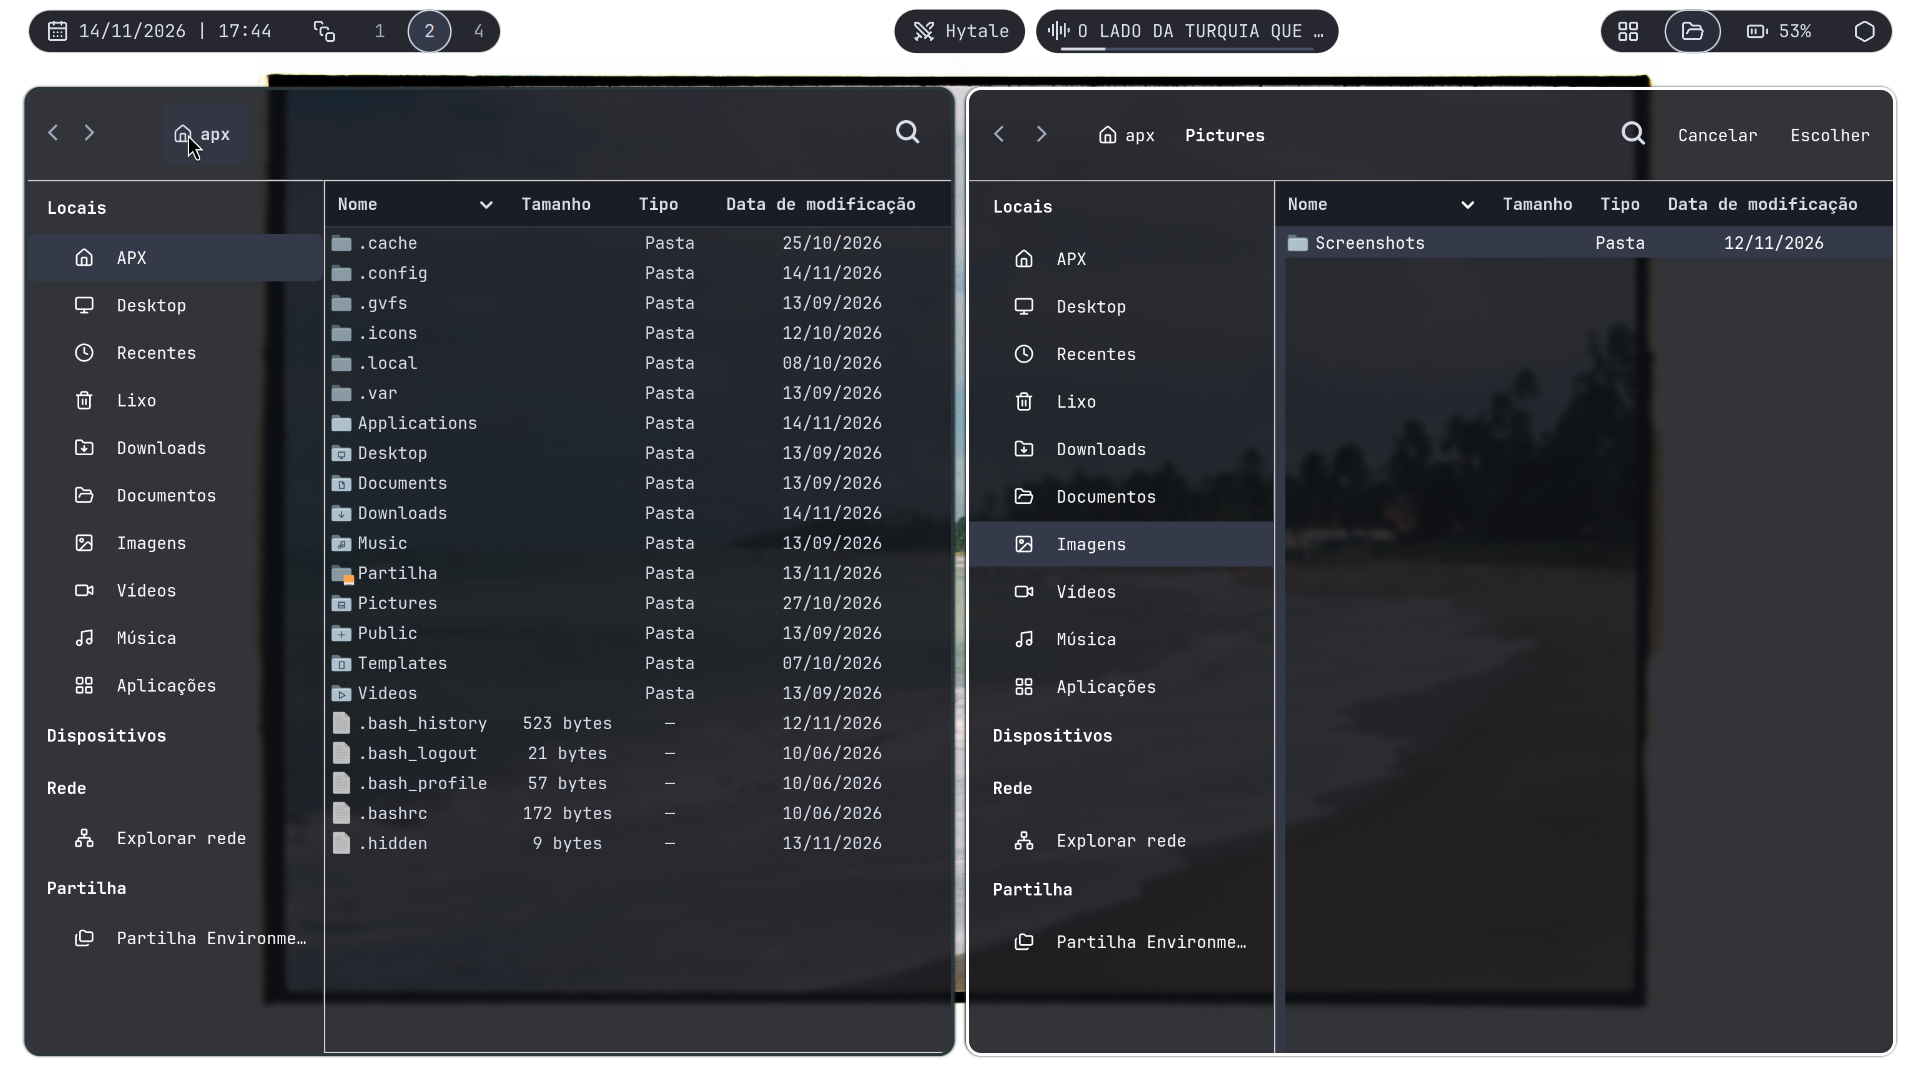 14/11/2026 | 17:44
1 2 4
Hytale
O LADO DA TURQUIA QUE …
53%
apx
Locais
APX
Desktop
Recentes
Lixo
Downloads
Documentos
Imagens
Vídeos
Música
Aplicações
Dispositivos
Rede
Explorar rede
Partilha
Partilha Environme…
Nome Tamanho Tipo Data de modificação
.cache Pasta 25/10/2026
.config Pasta 14/11/2026
.gvfs Pasta 13/09/2026
.icons Pasta 12/10/2026
.local Pasta 08/10/2026
.var Pasta 13/09/2026
Applications Pasta 14/11/2026
Desktop Pasta 13/09/2026
Documents Pasta 13/09/2026
Downloads Pasta 14/11/2026
Music Pasta 13/09/2026
Partilha Pasta 13/11/2026
Pictures Pasta 27/10/2026
Public Pasta 13/09/2026
Templates Pasta 07/10/2026
Videos Pasta 13/09/2026
.bash_history 523 bytes — 12/11/2026
.bash_logout 21 bytes — 10/06/2026
.bash_profile 57 bytes — 10/06/2026
.bashrc 172 bytes — 10/06/2026
.hidden 9 bytes — 13/11/2026
apx Pictures Cancelar Escolher
Locais
APX
Desktop
Recentes
Lixo
Downloads
Documentos
Imagens
Vídeos
Música
Aplicações
Dispositivos
Rede
Explorar rede
Partilha
Partilha Environme…
Nome Tamanho Tipo Data de modificação
Screenshots Pasta 12/11/2026